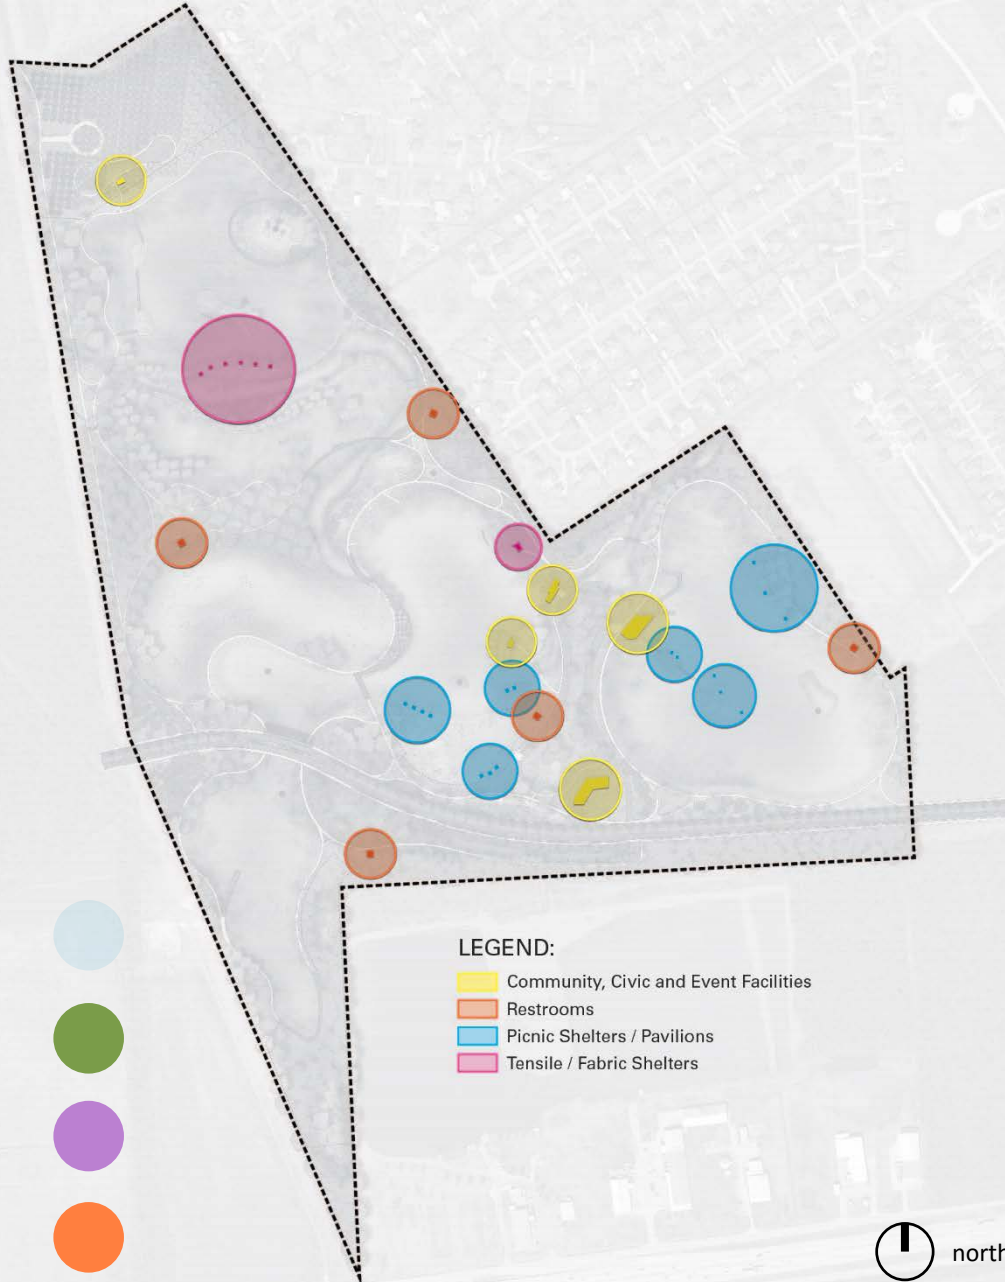 LEGEND:
Community, Civic and Event Facilities
Restrooms
Picnic Shelters / Pavilions
Tensile / Fabric Shelters
north